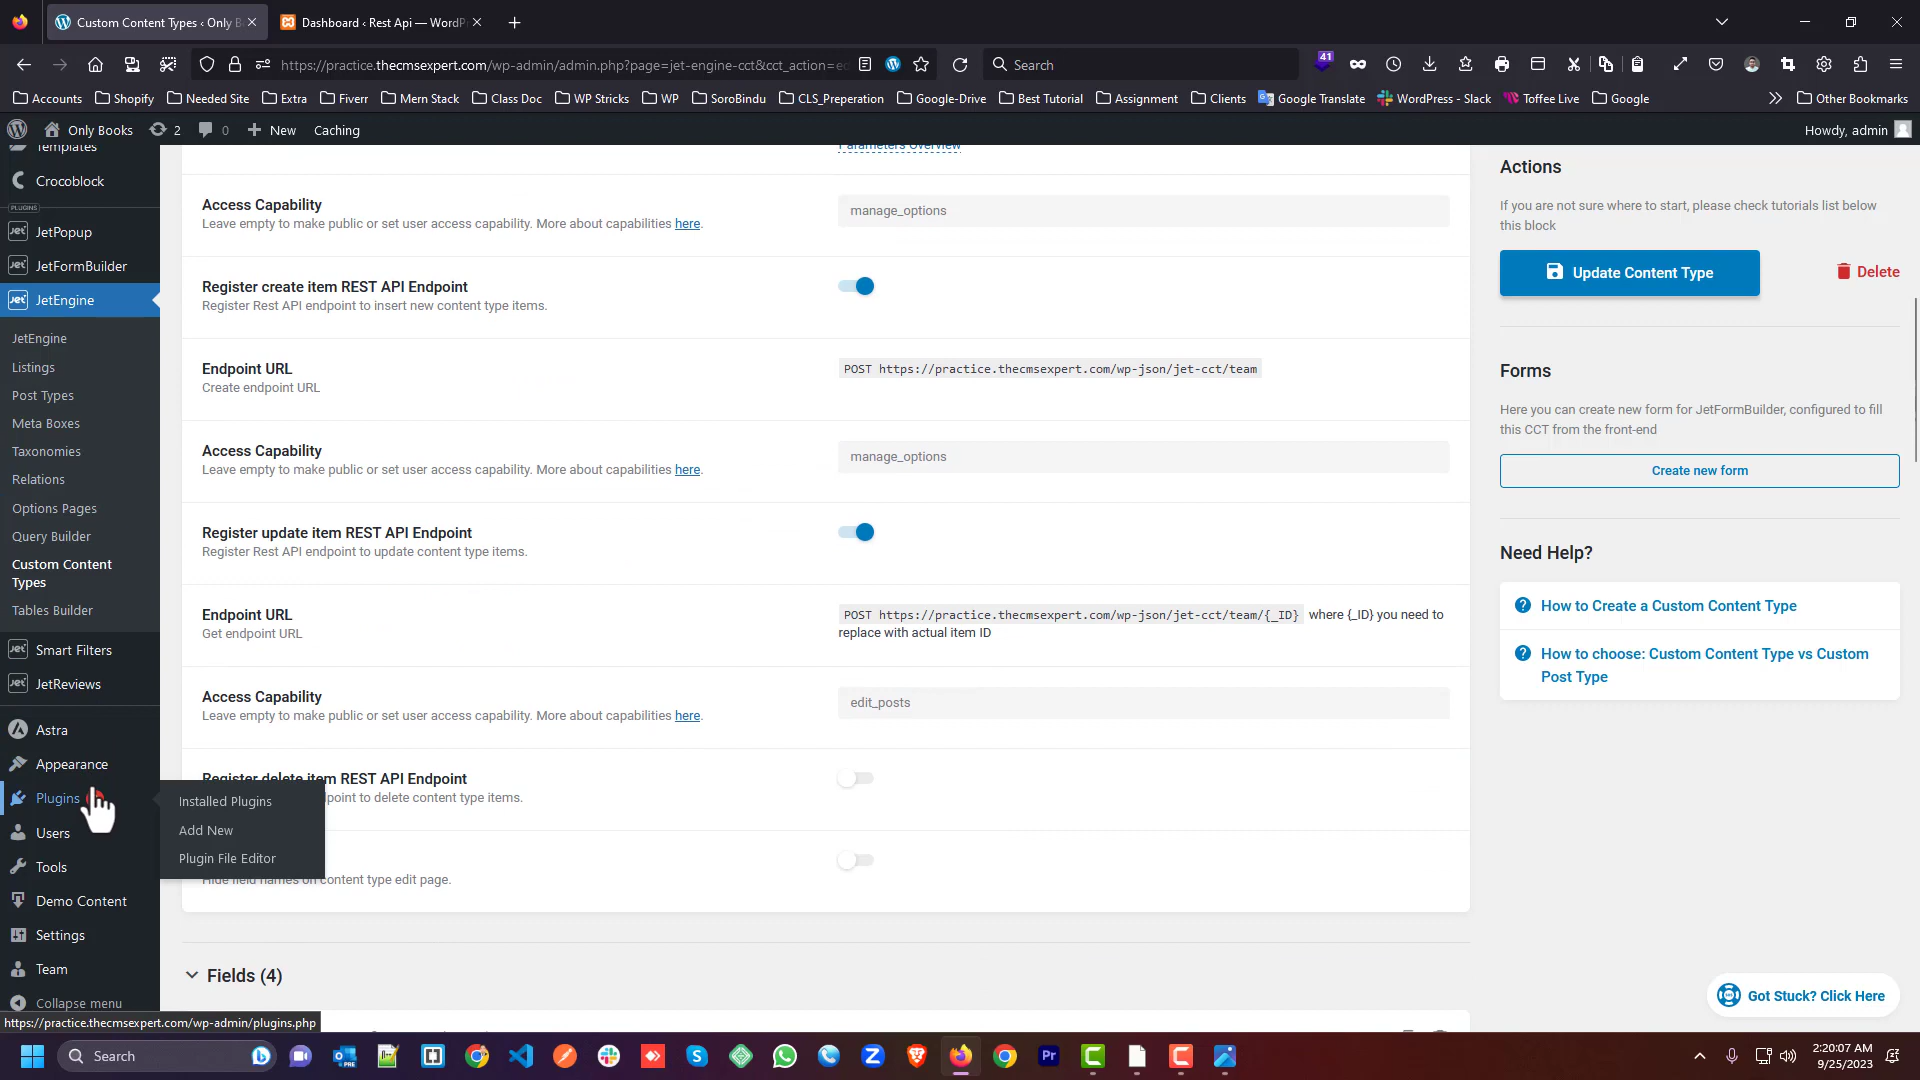 Custom Content Types ‹ Only B
Dashboard ‹ Rest Api — WordP
https://practice.thecmsexpert.com/wp-admin/admin.php?page=jet-engine-cct&cct_action=e
Search
41
Accounts
Shopify
Needed Site
Extra
Fiverr
Mern Stack
Class Doc
WP Stricks
WP
SoroBindu
CLS_Preperation
Google-Drive
Best Tutorial
Assignment
Clients
Google Translate
WordPress - Slack
Toffee Live
Google
Other Bookmarks
Only Books
2
0
New
Caching
Howdy, admin
Templates
Crocoblock
PLUGINS
JetPopup
JetFormBuilder
JetEngine
JetEngine
Listings
Post Types
Meta Boxes
Taxonomies
Relations
Options Pages
Query Builder
Custom Content
Types
Tables Builder
Smart Filters
JetReviews
Astra
Appearance
Plugins
Users
Tools
Demo Content
Settings
Team
Collapse menu
Installed Plugins
Add New
Plugin File Editor
https://practice.thecmsexpert.com/wp-admin/plugins.php
Parameters Overview
Access Capability
Leave empty to make public or set user access capability. More about capabilities here.
manage_options
Register create item REST API Endpoint
Register Rest API endpoint to insert new content type items.
Endpoint URL
Create endpoint URL
POST https://practice.thecmsexpert.com/wp-json/jet-cct/team
Access Capability
Leave empty to make public or set user access capability. More about capabilities here.
manage_options
Register update item REST API Endpoint
Register Rest API endpoint to update content type items.
Endpoint URL
Get endpoint URL
POST https://practice.thecmsexpert.com/wp-json/jet-cct/team/{_ID} where {_ID} you need to
replace with actual item ID
Access Capability
Leave empty to make public or set user access capability. More about capabilities here.
edit_posts
Register delete item REST API Endpoint
dpoint to delete content type items.
Hide field names on content type edit page.
Fields (4)
Actions
If you are not sure where to start, please check tutorials list below
this block
Update Content Type
Delete
Forms
Here you can create new form for JetFormBuilder, configured to fill
this CCT from the front-end
Create new form
Need Help?
How to Create a Custom Content Type
How to choose: Custom Content Type vs Custom
Post Type
Got Stuck? Click Here
Search
2:20:07 AM
9/25/2023